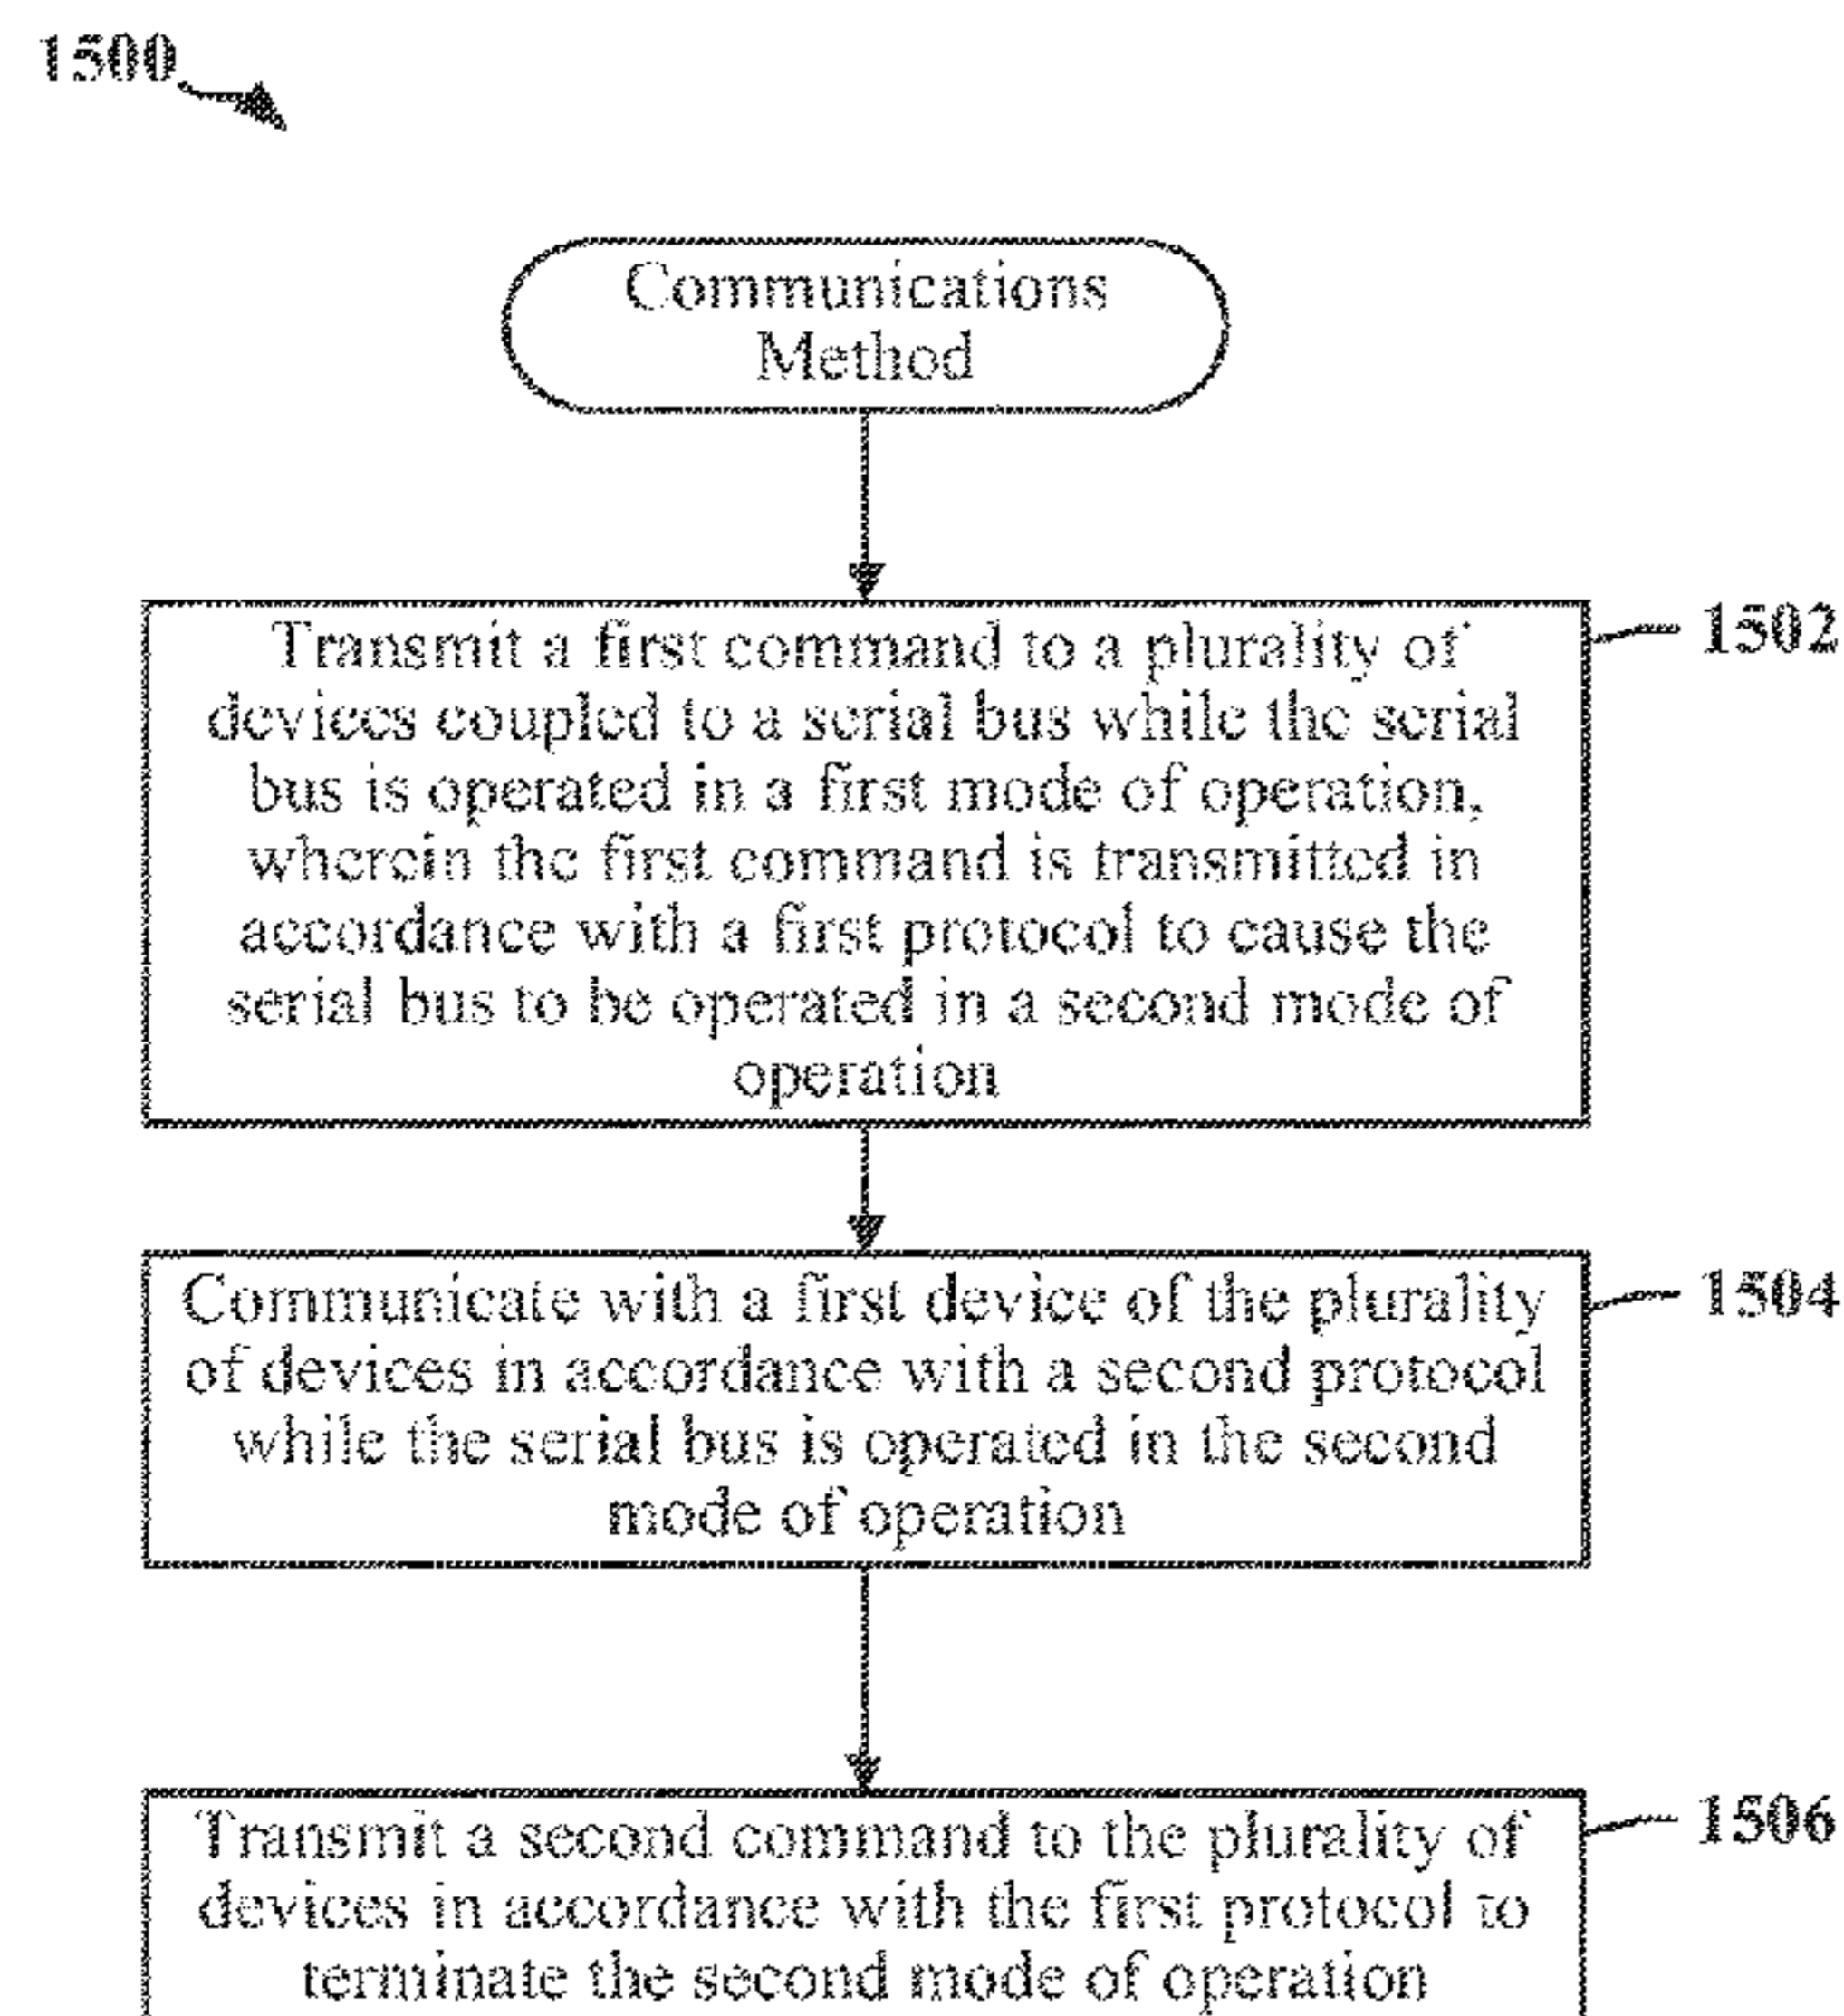 1500
Communications
Method
Transmit a first command to a plurality of
devices coupled to a serial bus while the serial
bus is operated in a first mode of operation,
wherein the first command is transmitted in
accordance with a first protocol to cause the
serial bus to be operated in a second mode of
operation
1502
Communicate with a first device of the plurality
of devices in accordance with a second protocol
while the serial bus is operated in the second
mode of operation
1504
Transmit a second command to the plurality of
devices in accordance with the first protocol to
terminate the second mode of operation
1506